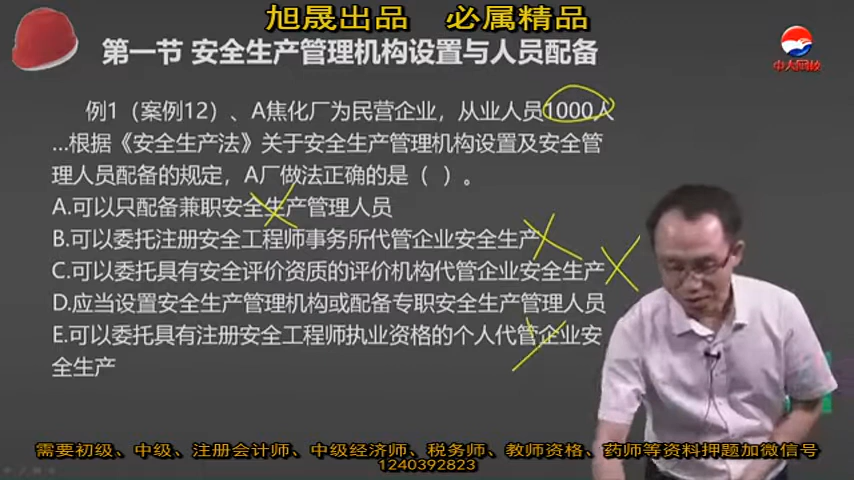 旭晟出品 必属精品
第一节 安全生产管理机构设置与人员配备
中大网校
例1（案例12）、A焦化厂为民营企业，从业人员1000人
...根据《安全生产法》关于安全生产管理机构设置及安全管
理人员配备的规定，A厂做法正确的是（ ）。
A.可以只配备兼职安全生产管理人员
B.可以委托注册安全工程师事务所代管企业安全生产
C.可以委托具有安全评价资质的评价机构代管企业安全生产
D.应当设置安全生产管理机构或配备专职安全生产管理人员
E.可以委托具有注册安全工程师执业资格的个人代管企业安
全生产
需要初级、中级、注册会计师、中级经济师、税务师、教师资格、药师等资料押题加微信号
1240392823